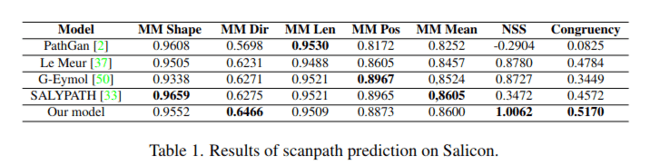 Model MM Shape MM Dir MM Len MM Pos MM Mean NSS Congruency
PathGan [2] 0.9608 0.5698 0.9530 0.8172 0.8252 -0.2904 0.0825
Le Meur [37] 0.9505 0.6231 0.9488 0.8605 0.8457 0.8780 0.4784
G-Eymol [50] 0.9338 0.6271 0.9521 0.8967 0,8524 0.8727 0.3449
SALYPATH [33] 0.9659 0.6275 0.9521 0.8965 0,8605 0.3472 0.4572
Our model 0.9552 0.6466 0.9509 0.8873 0.8600 1.0062 0.5170
Table 1. Results of scanpath prediction on Salicon.